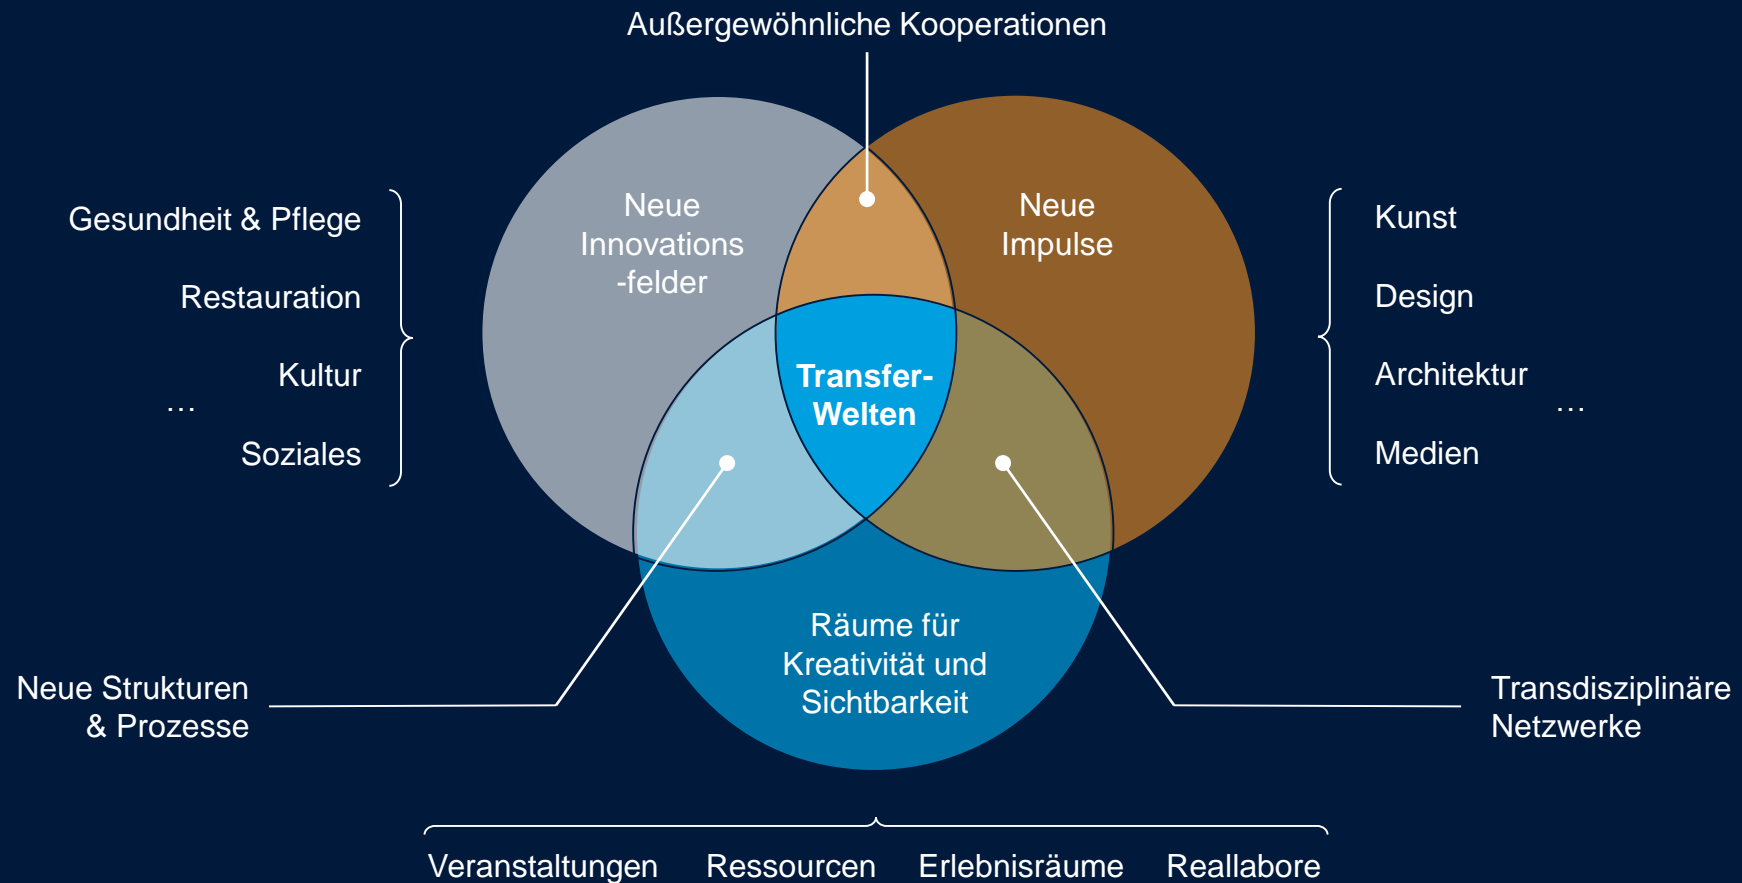 Außergewöhnliche Kooperationen
Neue
Innovations
-felder
Neue
Impulse
Gesundheit & Pflege
Restauration
Kultur
…
Soziales
Kunst
Design
Architektur
…
Medien
Transfer-
Welten
Räume für
Kreativität und
Sichtbarkeit
Neue Strukturen
& Prozesse
Transdisziplinäre
Netzwerke
Veranstaltungen Ressourcen Erlebnisräume Reallabore